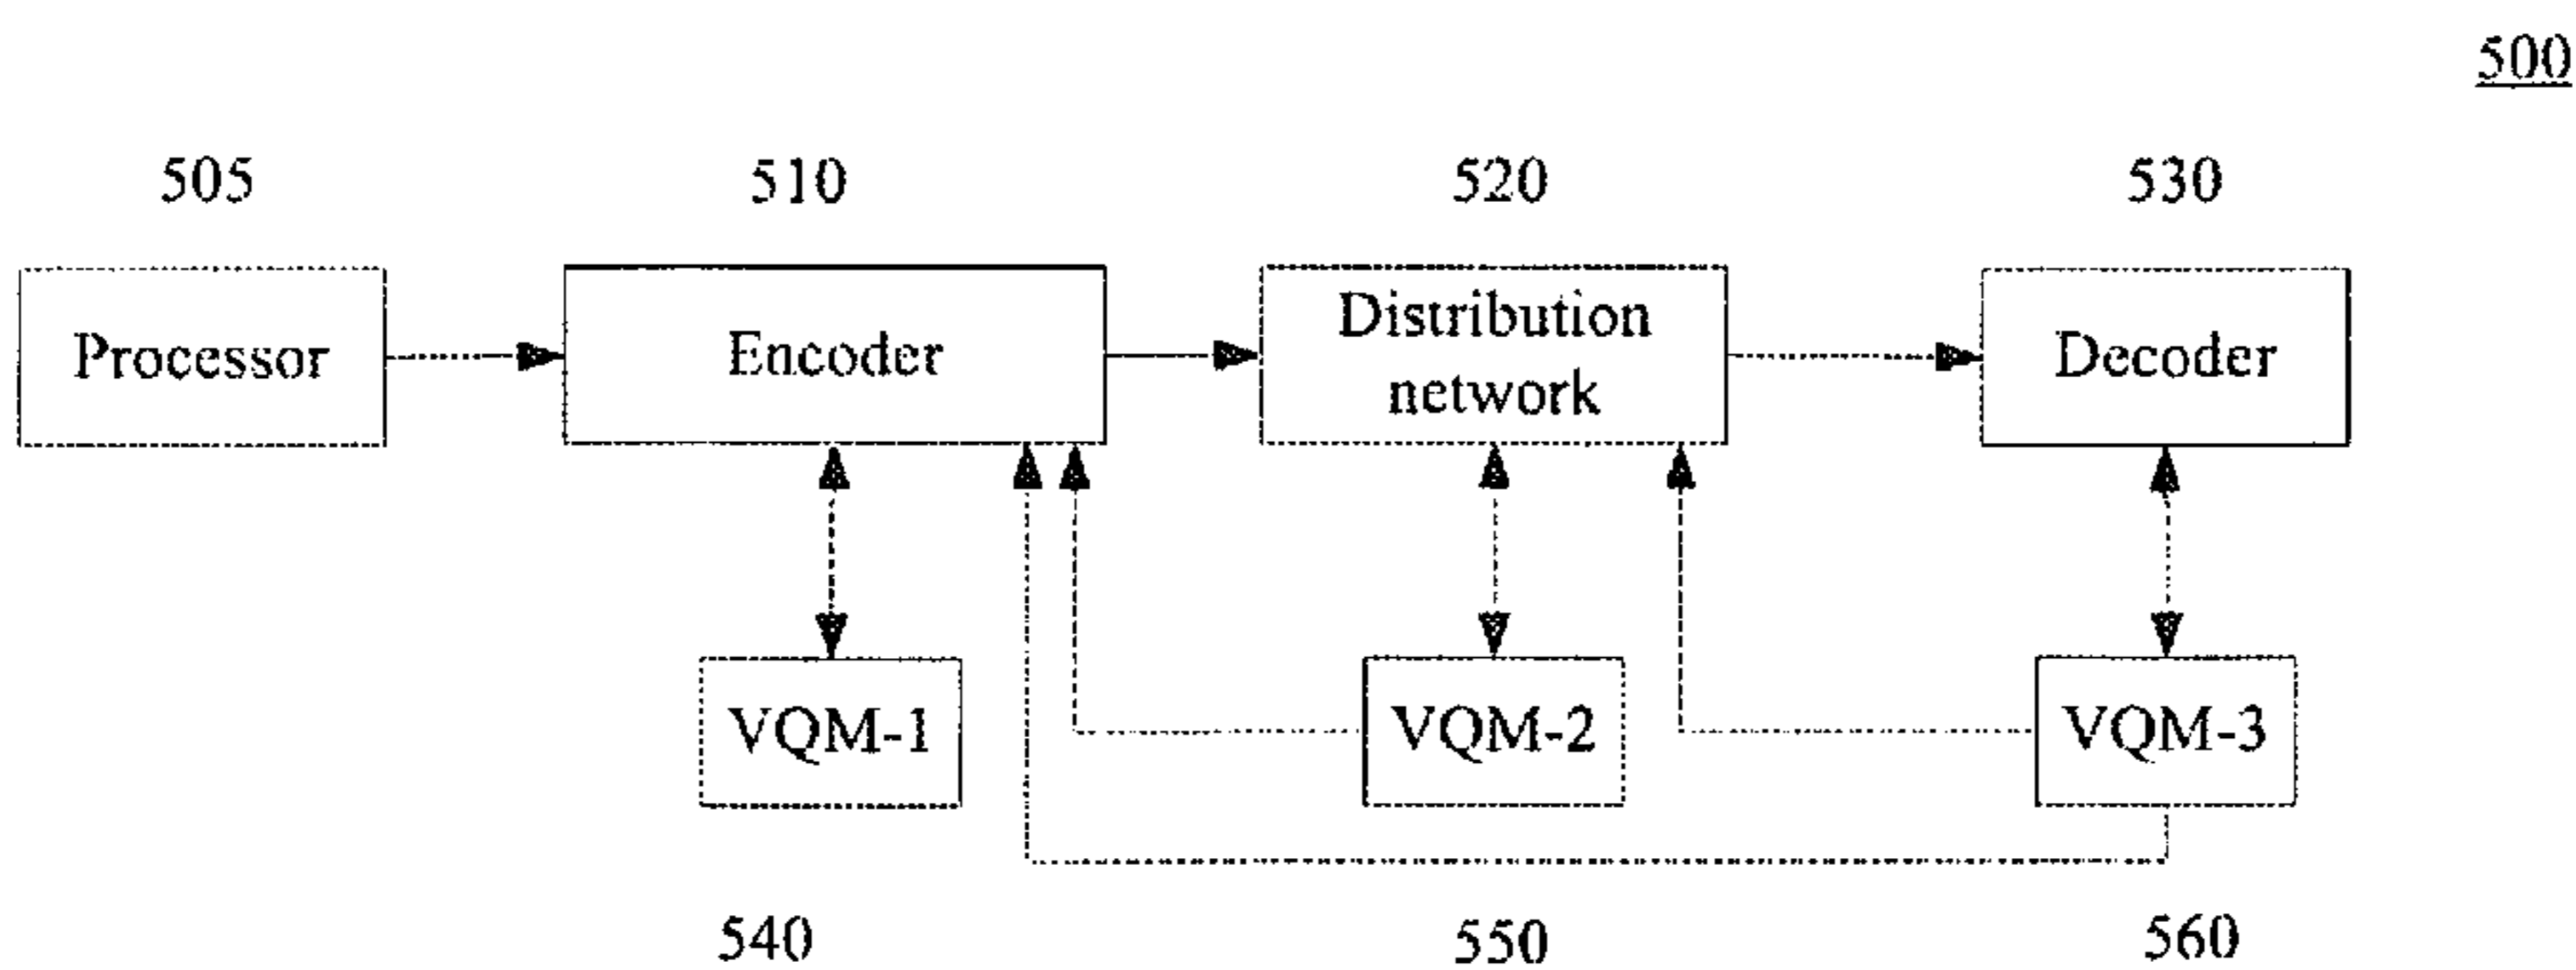 500
505
510
520
530
Processor
Encoder
Distribution
network
Decoder
VQM-1
VQM-2
VQM-3
540
550
560